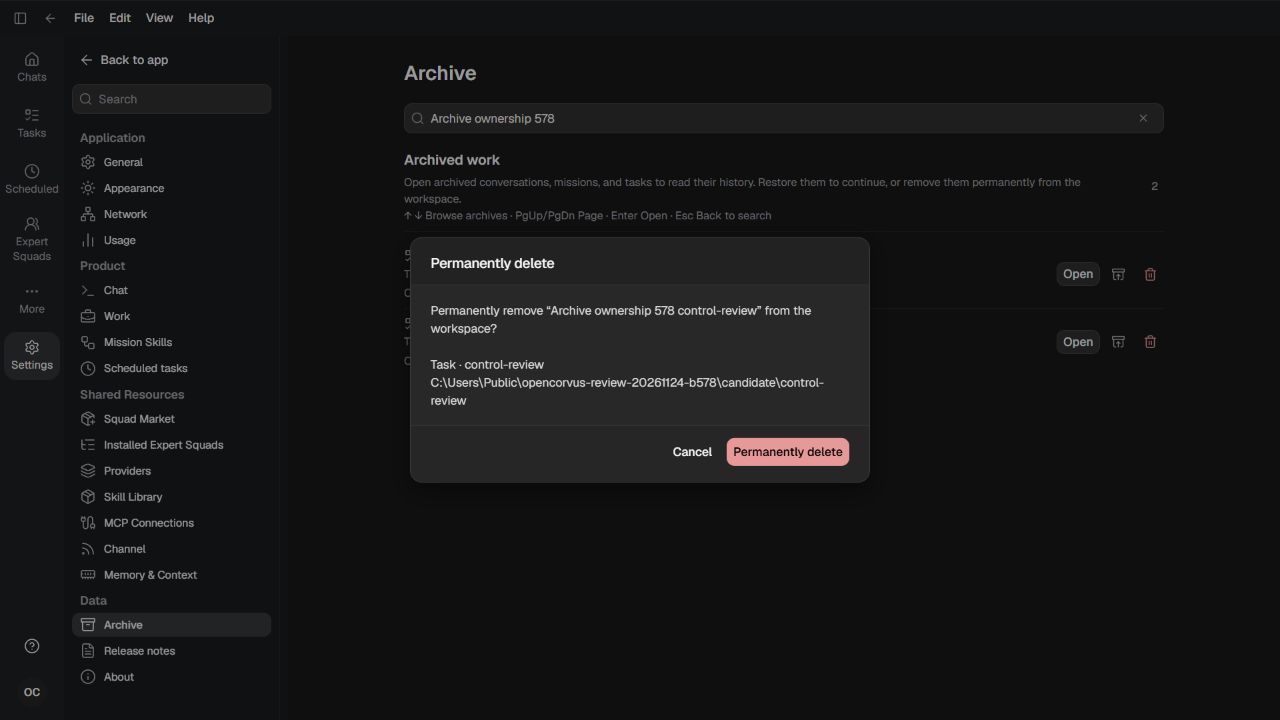 File Edit View Help
Chats
Tasks
Scheduled
Expert
Squads
More
Settings
OC
Back to app
Search
Application
General
Appearance
Network
Usage
Product
Chat
Work
Mission Skills
Scheduled tasks
Shared Resources
Squad Market
Installed Expert Squads
Providers
Skill Library
MCP Connections
Channel
Memory & Context
Data
Archive
Release notes
About
Archive
Archive ownership 578
Archived work
Open archived conversations, missions, and tasks to read their history. Restore them to continue, or remove them permanently from the
workspace.
2
↑ ↓ Browse archives · PgUp/PgDn Page · Enter Open · Esc Back to search
Open
Open
Permanently delete
Permanently remove “Archive ownership 578 control-review” from the
workspace?
Task · control-review
C:\Users\Public\opencorvus-review-20261124-b578\candidate\control-
review
Cancel
Permanently delete